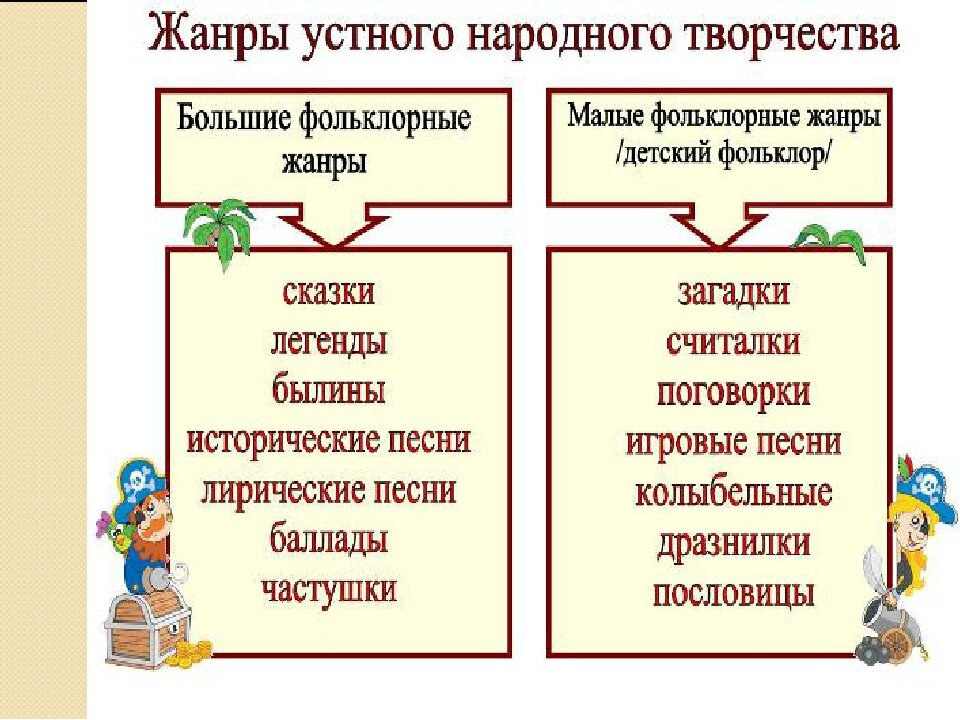 Жанры устного народного творчества
Большие фольклорные
жанры
сказки
легенды
былины
исторические песни
лирические песни
баллады
частушки
Малые фольклорные жанры
/детский фольклор/
загадки
считалки
поговорки
игровые песни
колыбельные
дразнилки
пословицы